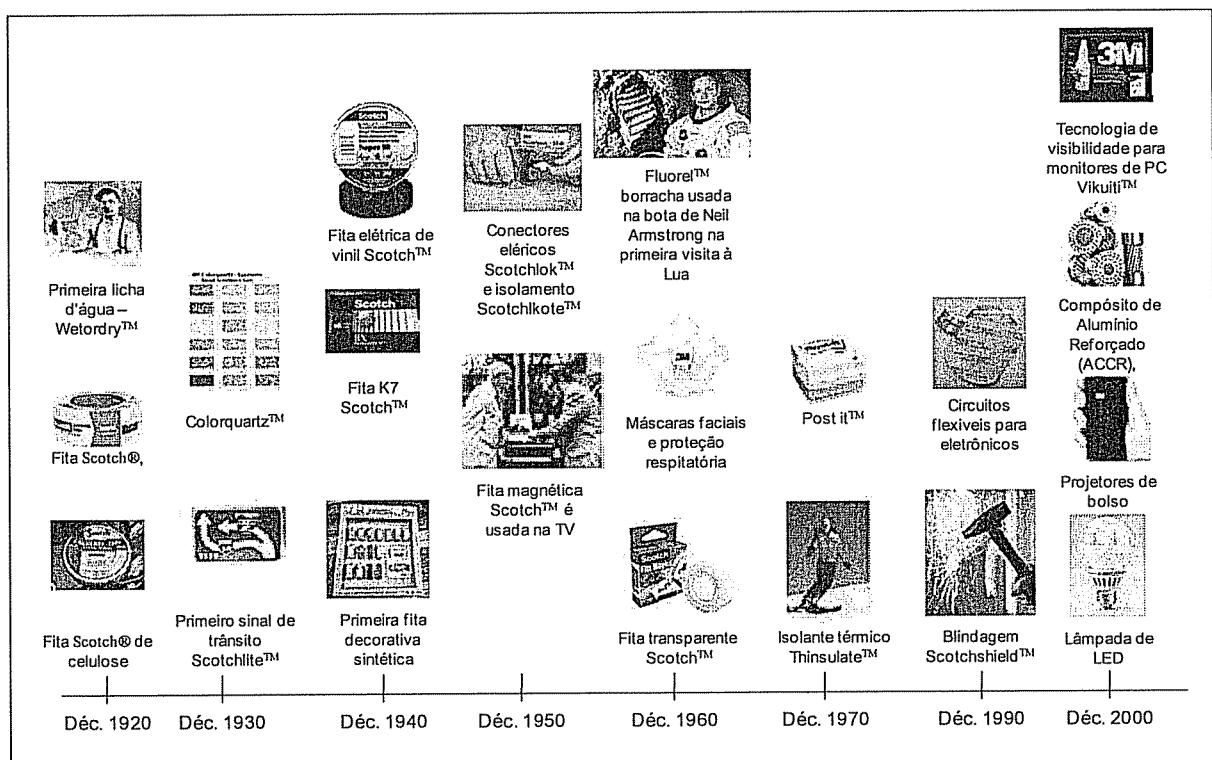 Primeira licha
d'água –
Wetordry™
Fita Scotch®,
Fita Scotch® de
celulose
Colorquartz™
Primeiro sinal de
trânsito
Scotchlite™
Scotch
Fita elétrica de
vinil Scotch™
Scotch
Fita K7
Scotch™
Primeira fita
decorativa
sintética
Conectores
eléricos
Scotchlok™
e isolamento
Scotchlkote™
Fita magnética
Scotch™ é
usada na TV
Fluorel™
borracha usada
na bota de Neil
Armstrong na
primeira visita à
Lua
3M
Máscaras faciais
e proteção
respitatória
Fita transparente
Scotch™
Post it™
Isolante térmico
Thinsulate™
Circuitos
flexiveis para
eletrônicos
Blindagem
Scotchshield™
3M
Tecnologia de
visibilidade para
monitores de PC
Vikuiti™
Compósito de
Alumínio
Reforçado
(ACCR),
Projetores de
bolso
Lâmpada de
LED
Déc. 1920
Déc. 1930
Déc. 1940
Déc. 1950
Déc. 1960
Déc. 1970
Déc. 1990
Déc. 2000